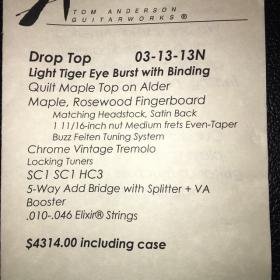 TOM ANDERSON
GUITARWORKS ®
Drop Top 03-13-13N
Light Tiger Eye Burst with Binding
Quilt Maple Top on Alder
Maple, Rosewood Fingerboard
Matching Headstock, Satin Back
1 11/16-inch nut Medium frets Even-Taper
Buzz Feiten Tuning System
Chrome Vintage Tremolo
Locking Tuners
SC1 SC1 HC3
5-Way Add Bridge with Splitter + VA
Booster
.010-.046 Elixir® Strings
$4314.00 including case